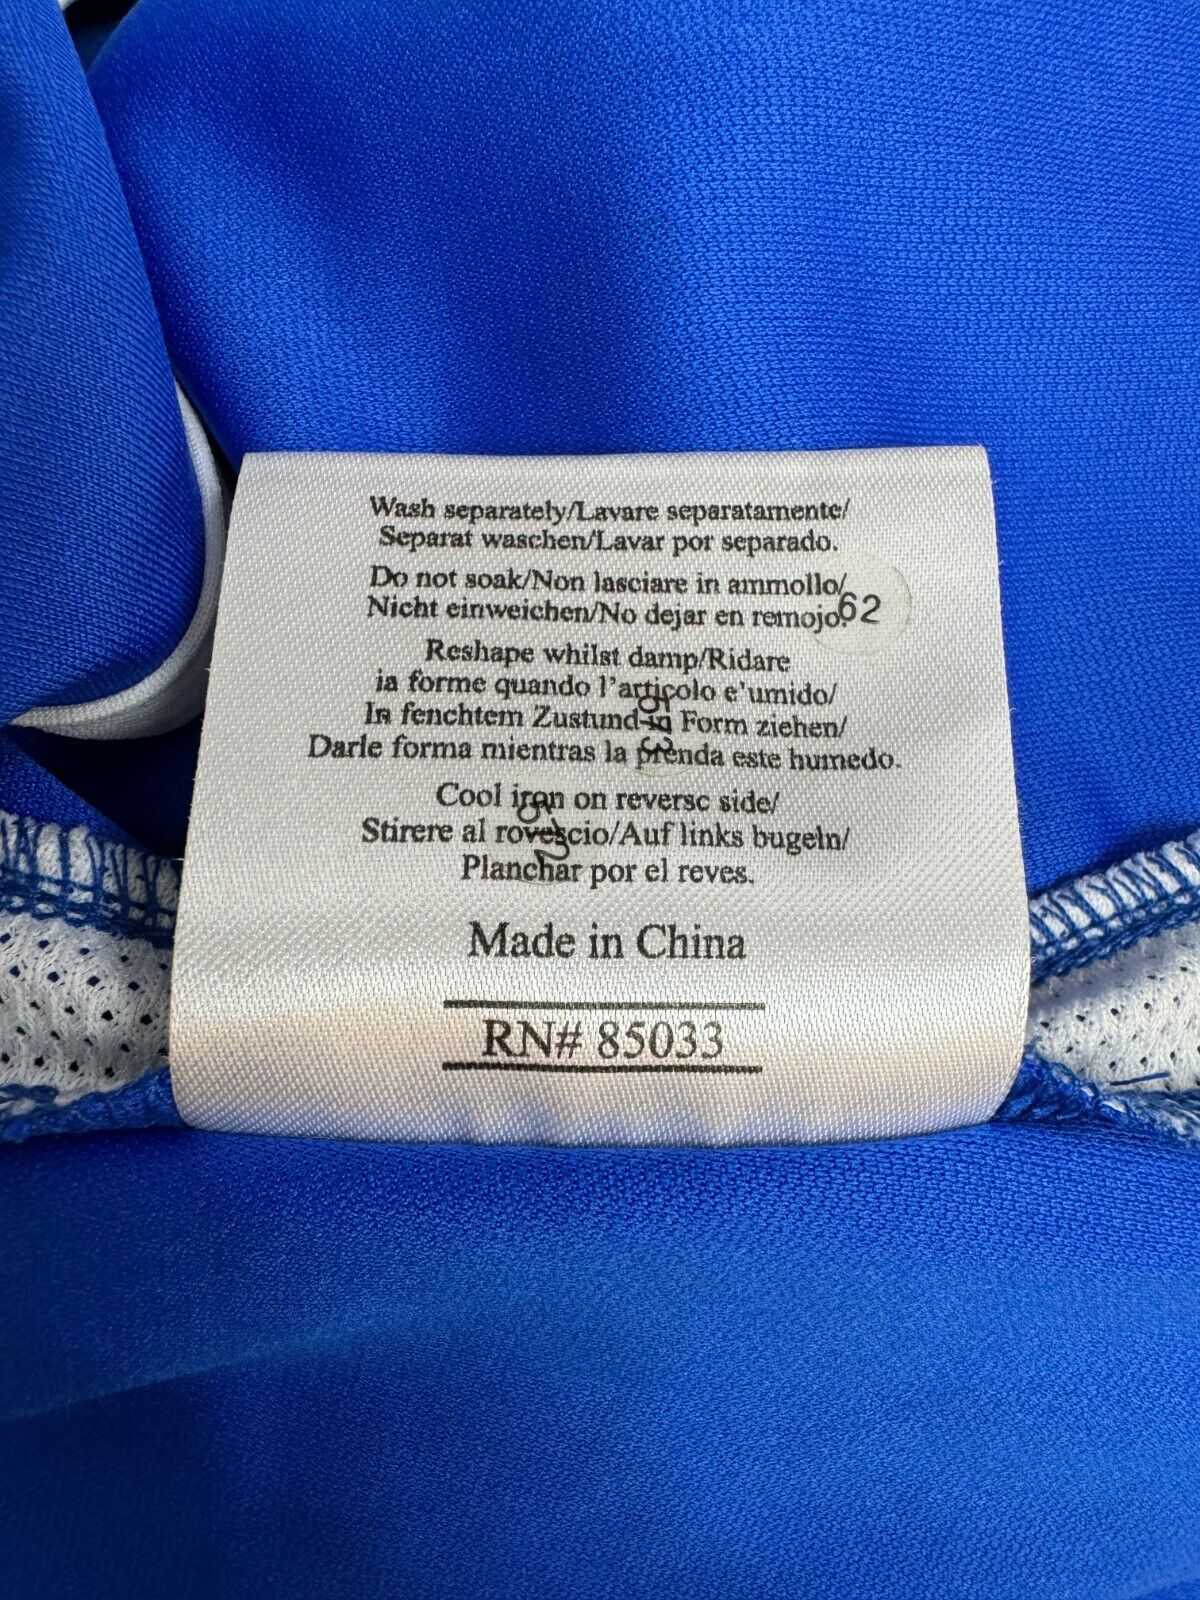 Wash separately/Lavare separatamente/
Separat waschen/Lavar por separado.
Do not soak/Non lasciare in ammollo/
Nicht einweichen/No dejar en remojo.
62
Reshape whilst damp/Ridare
ia forme quando l'articolo e'umido/
In fenchtem Zustund in Form ziehen/
Darle forma mientras la prenda este humedo.
Cool iron on reverse side/
Stirere al rovescio/Auf links bugeln/
Planchar por el reves.
Made in China
RN# 85033